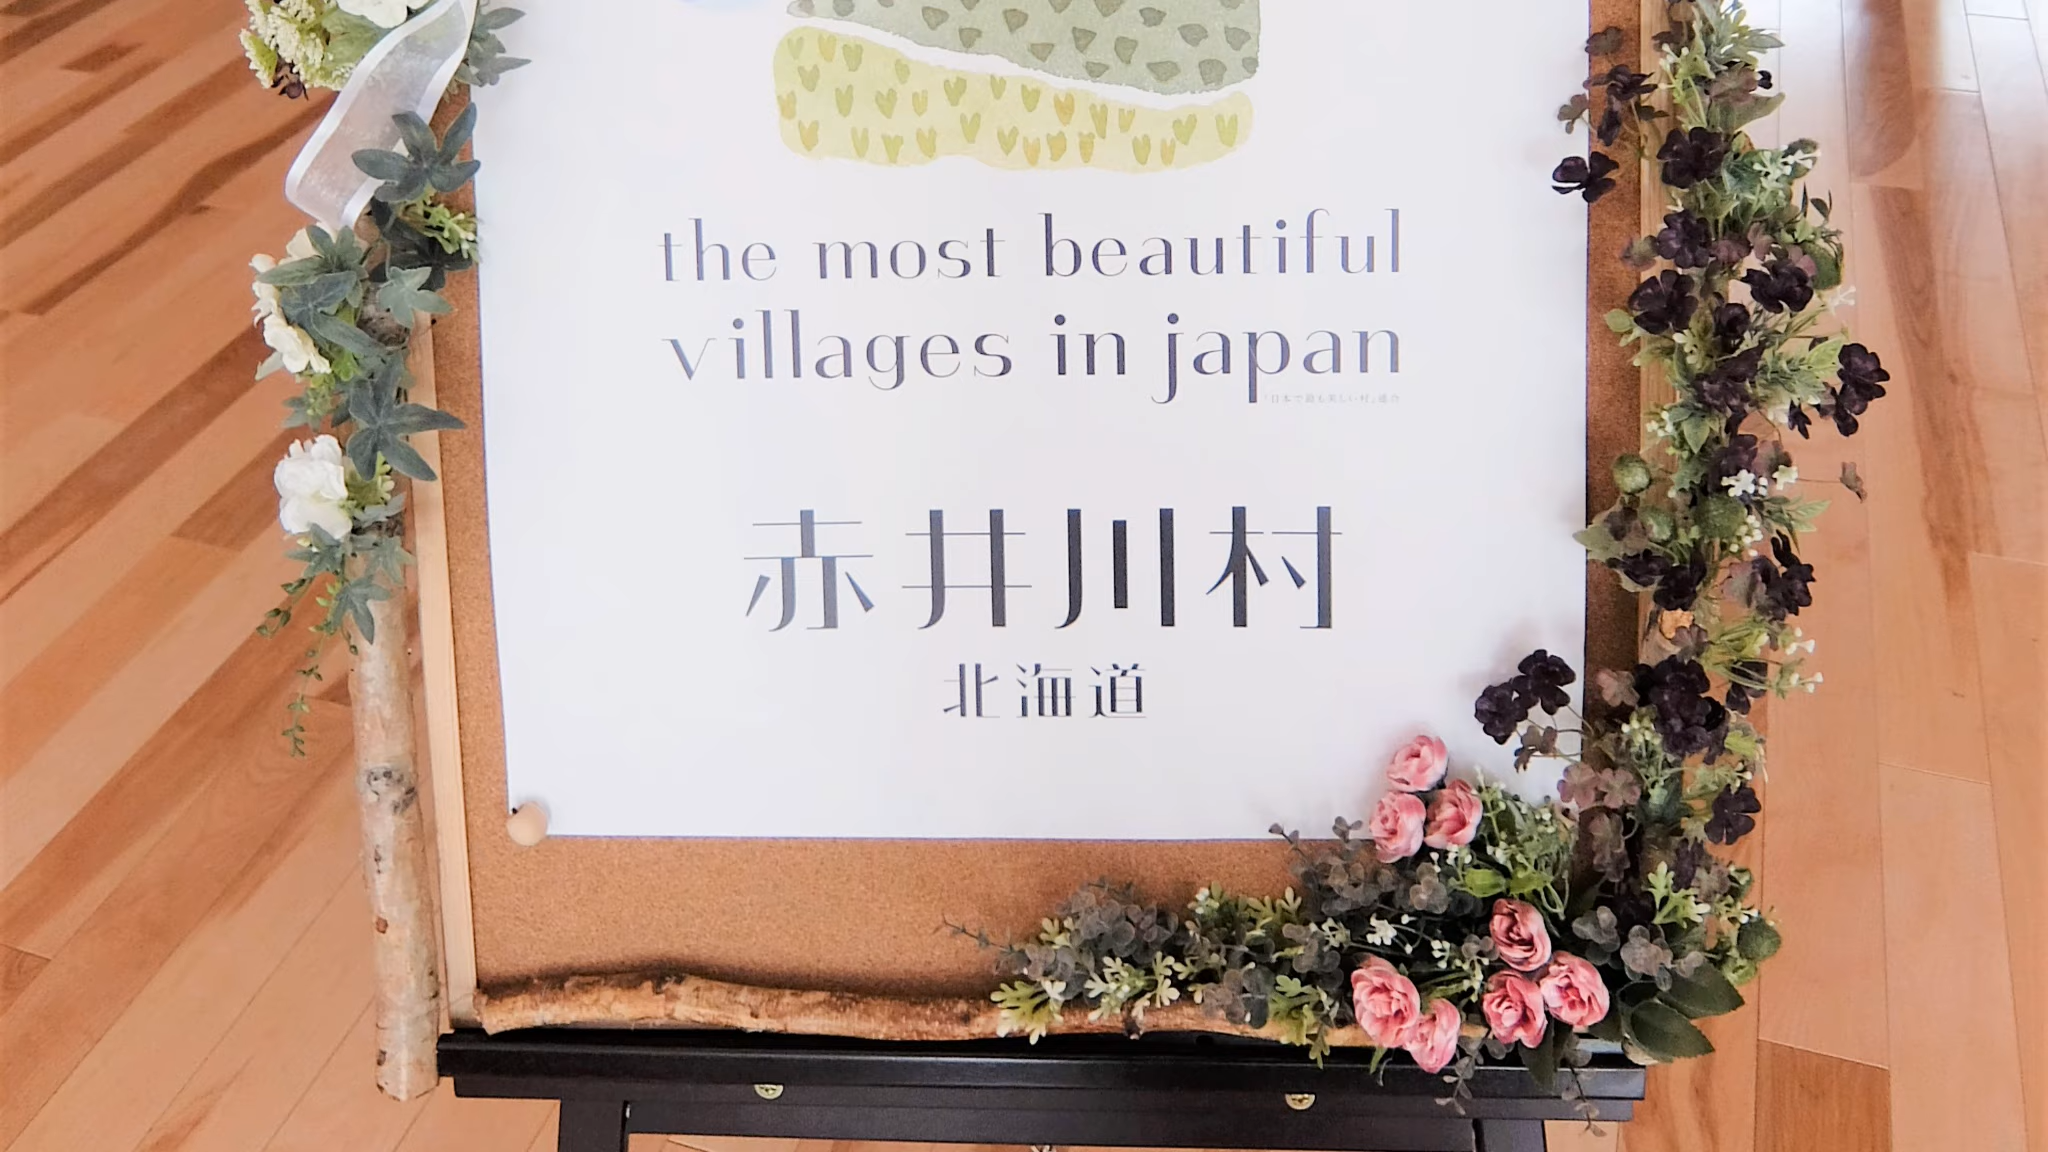 the most beautiful
villages in japan
「日本で最も美しい村」連合
赤井川村
北海道